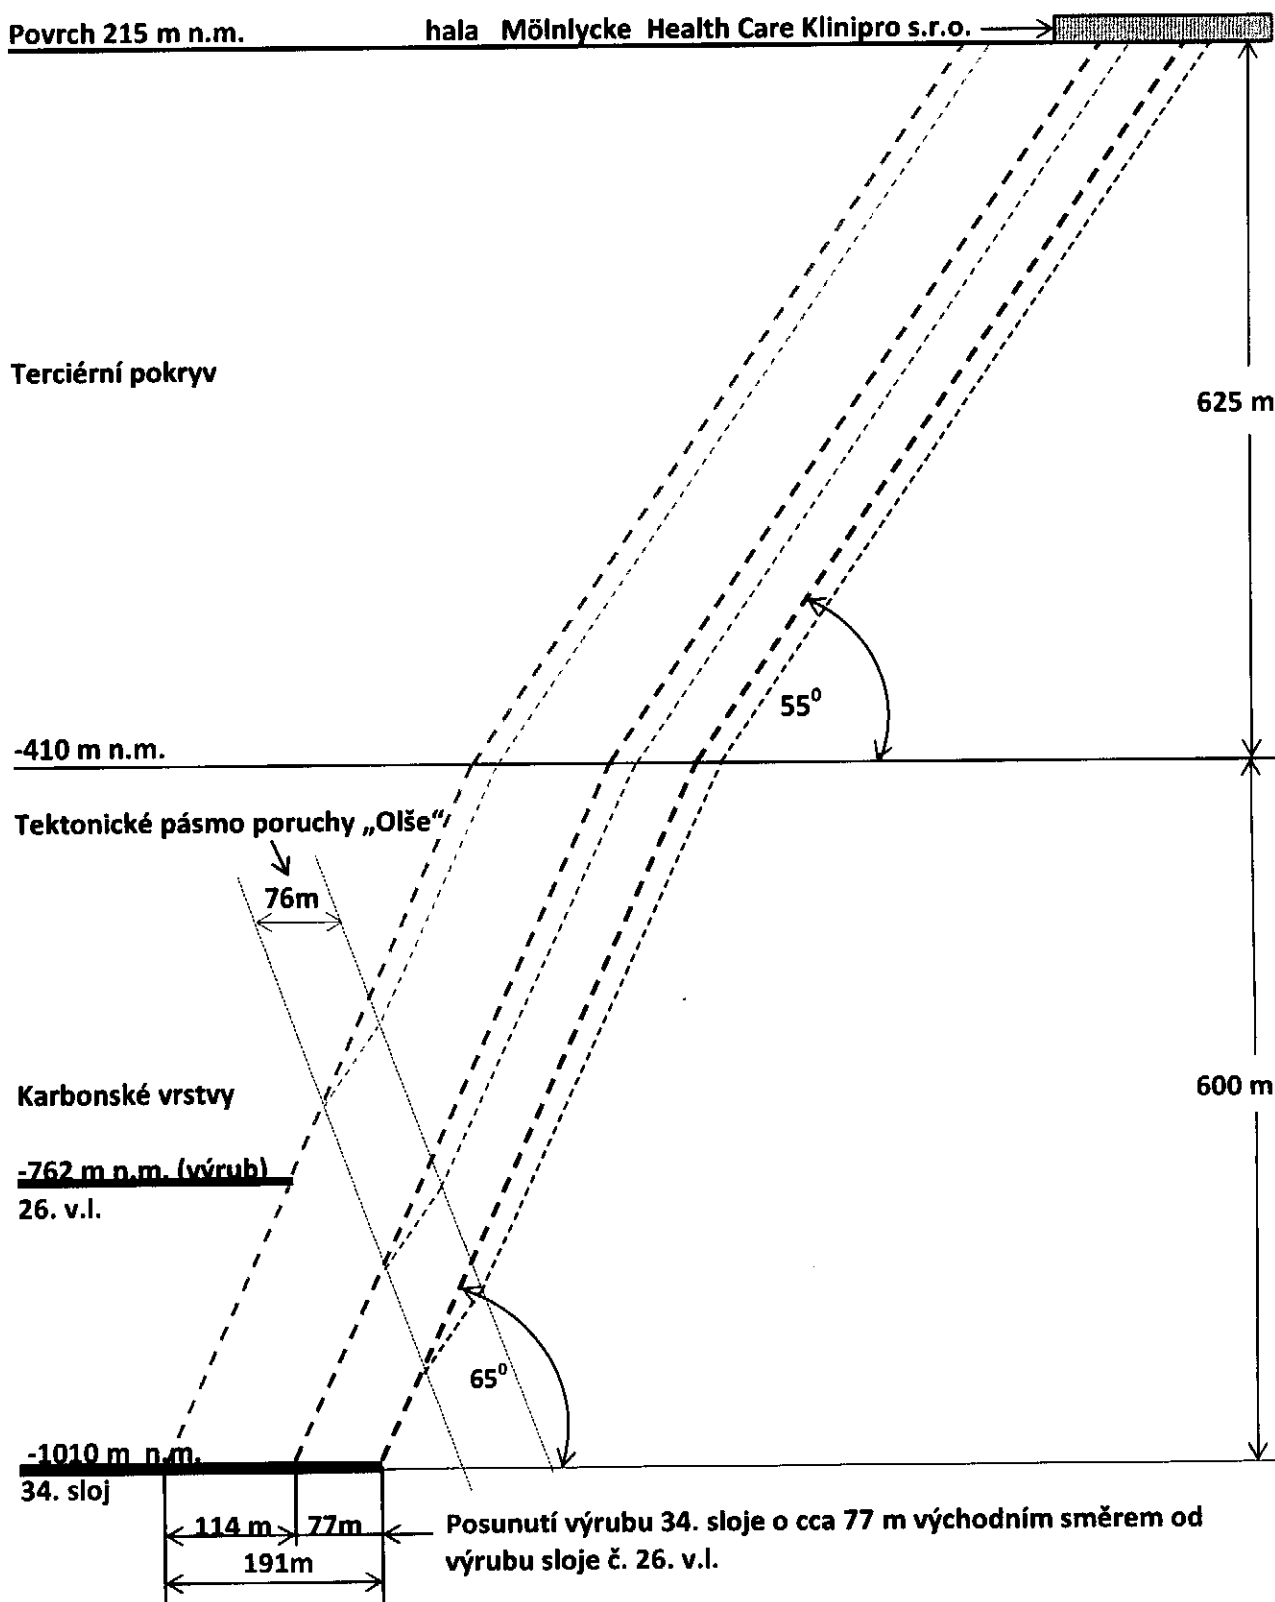 Povrch 215 m n.m.
hala Mölnlycke Health Care Klinipro s.r.o.
Terciérní pokryv
625 m
55⁰
-410 m n.m.
Tektonické pásmo poruchy „Olše“
76m
Karbonské vrstvy
600 m
-762 m n.m. (výrub)
26. v.l.
65⁰
-1010 m n.m.
34. sloj
114 m
77m
191m
Posunutí výrubu 34. sloje o cca 77 m východním směrem od
výrubu sloje č. 26. v.l.